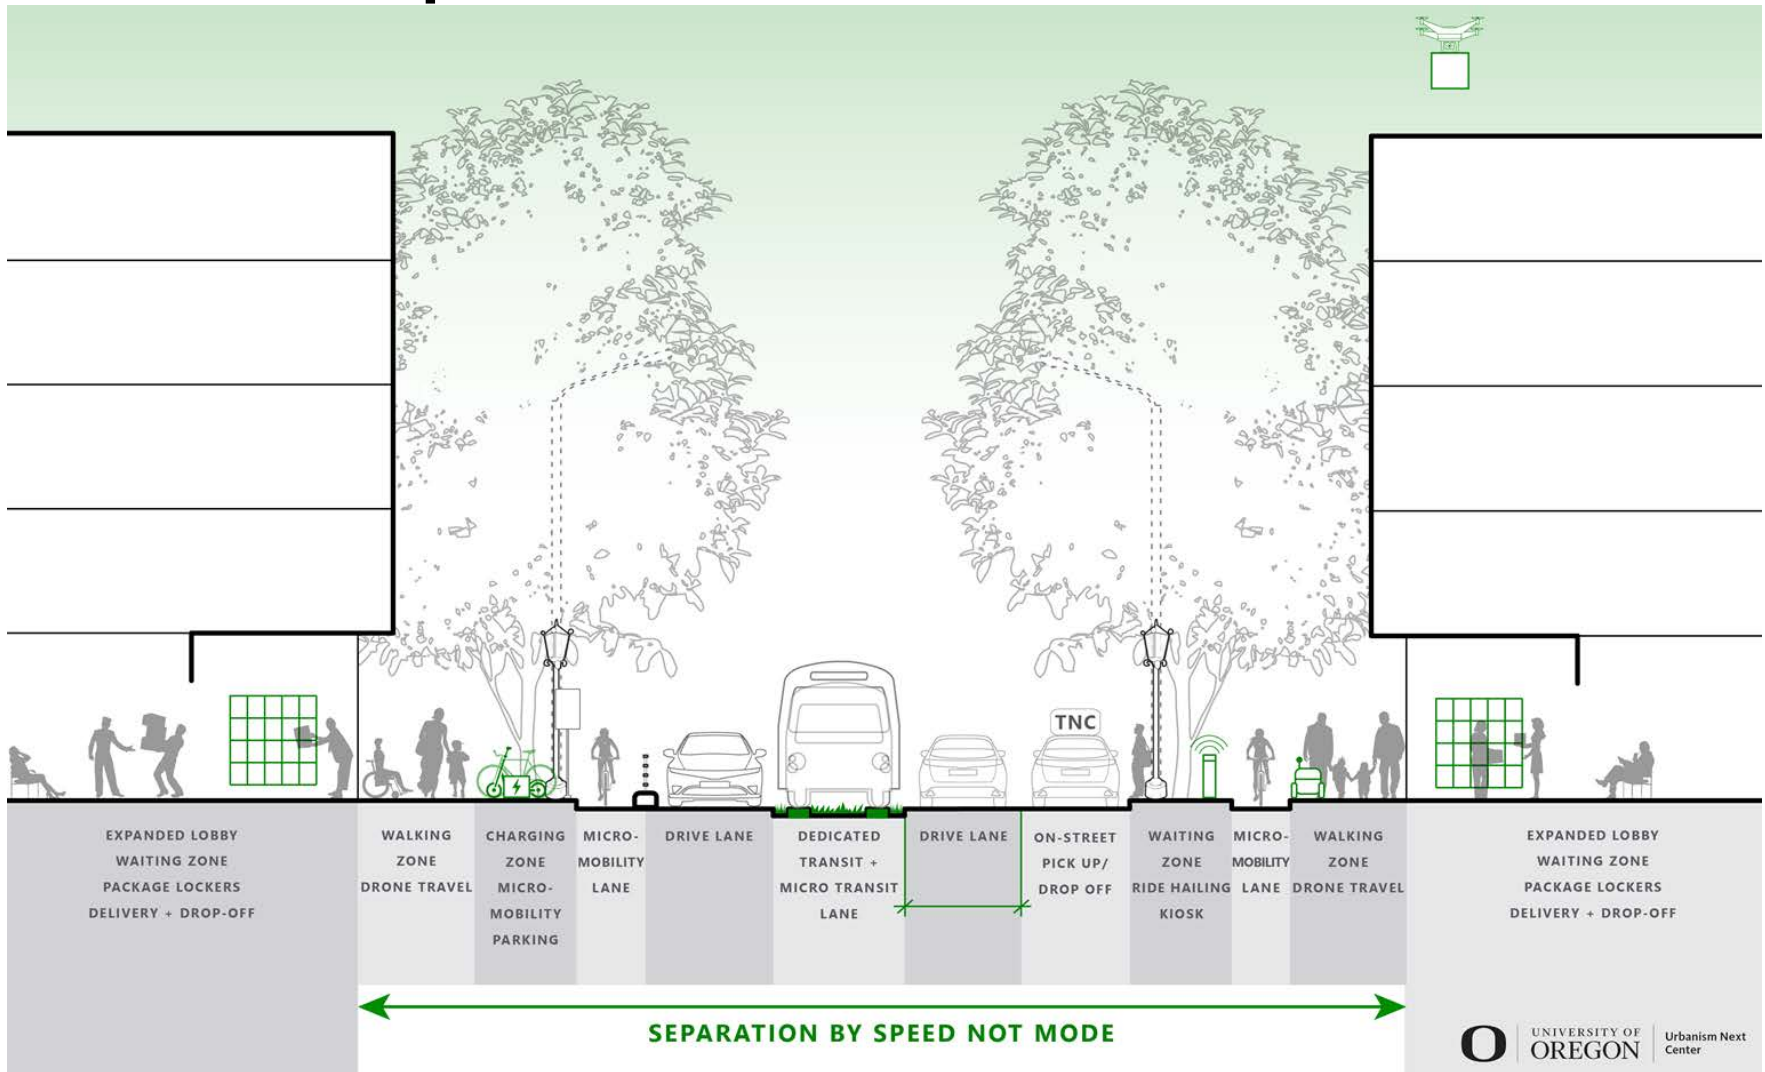 TNC
EXPANDED LOBBY
WAITING ZONE
PACKAGE LOCKERS
DELIVERY + DROP-OFF
WALKING
ZONE
DRONE TRAVEL
CHARGING
ZONE
MICRO-
MOBILITY
PARKING
MICRO-
MOBILITY
LANE
DRIVE LANE
DEDICATED
TRANSIT +
MICRO TRANSIT
LANE
DRIVE LANE
ON-STREET
PICK UP/
DROP OFF
WAITING
ZONE
RIDE HAILING
KIOSK
MICRO-
MOBILITY
LANE
WALKING
ZONE
DRONE TRAVEL
EXPANDED LOBBY
WAITING ZONE
PACKAGE LOCKERS
DELIVERY + DROP-OFF
SEPARATION BY SPEED NOT MODE
O
UNIVERSITY OF
OREGON
Urbanism Next
Center